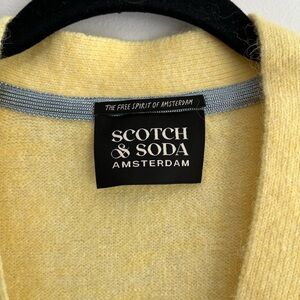 THE FREE SPIRIT OF AMSTERDAM
SCOTCH
& SODA
AMSTERDAM